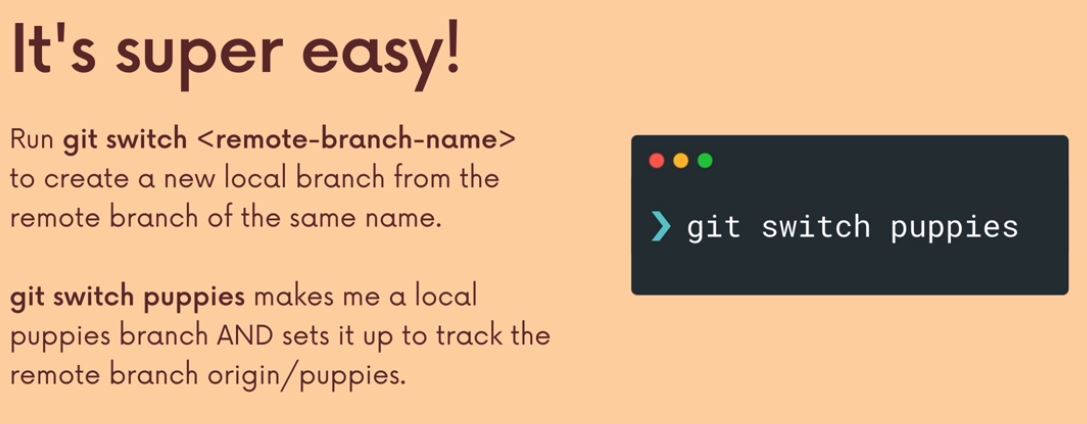 It's super easy!
Run git switch <remote-branch-name>
to create a new local branch from the
remote branch of the same name.
git switch puppies makes me a local
puppies branch AND sets it up to track the
remote branch origin/puppies.
❯ git switch puppies